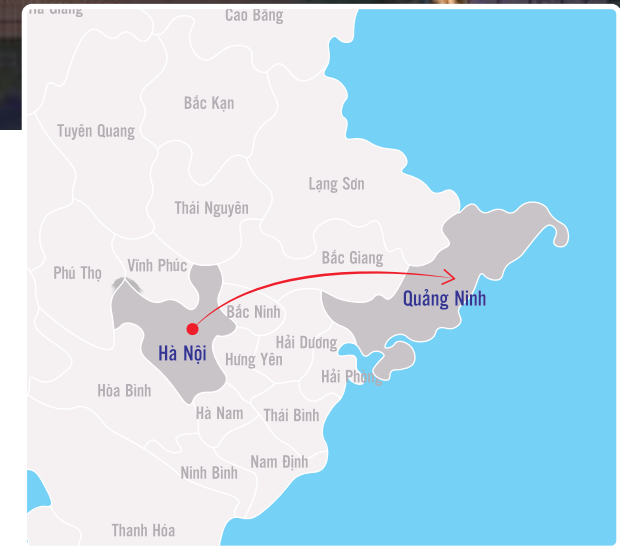 Hà Giang
Cao Bằng
Bắc Kạn
Tuyên Quang
Lạng Sơn
Thái Nguyên
Bắc Giang
Vĩnh Phúc
Phú Thọ
Quảng Ninh
Bắc Ninh
Hải Dương
Hà Nội
Hưng Yên
Hải Phòng
Hòa Bình
Hà Nam
Thái Bình
Nam Định
Ninh Bình
Thanh Hóa